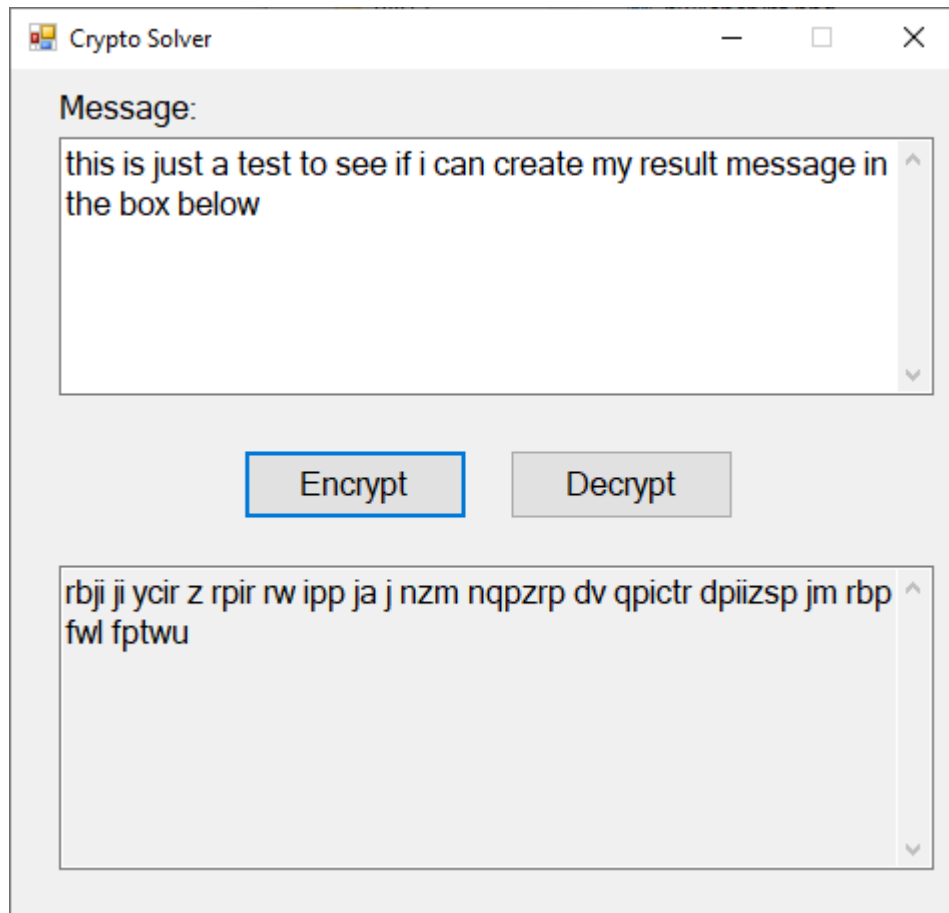 Crypto Solver
Message:
this is just a test to see if i can create my result message in
the box below
Encrypt
Decrypt
rbji ji ycir z rpir rw ipp ja j nzm nqpzrp dv qpictr dpiizsp jm rbp
fwl fptwu